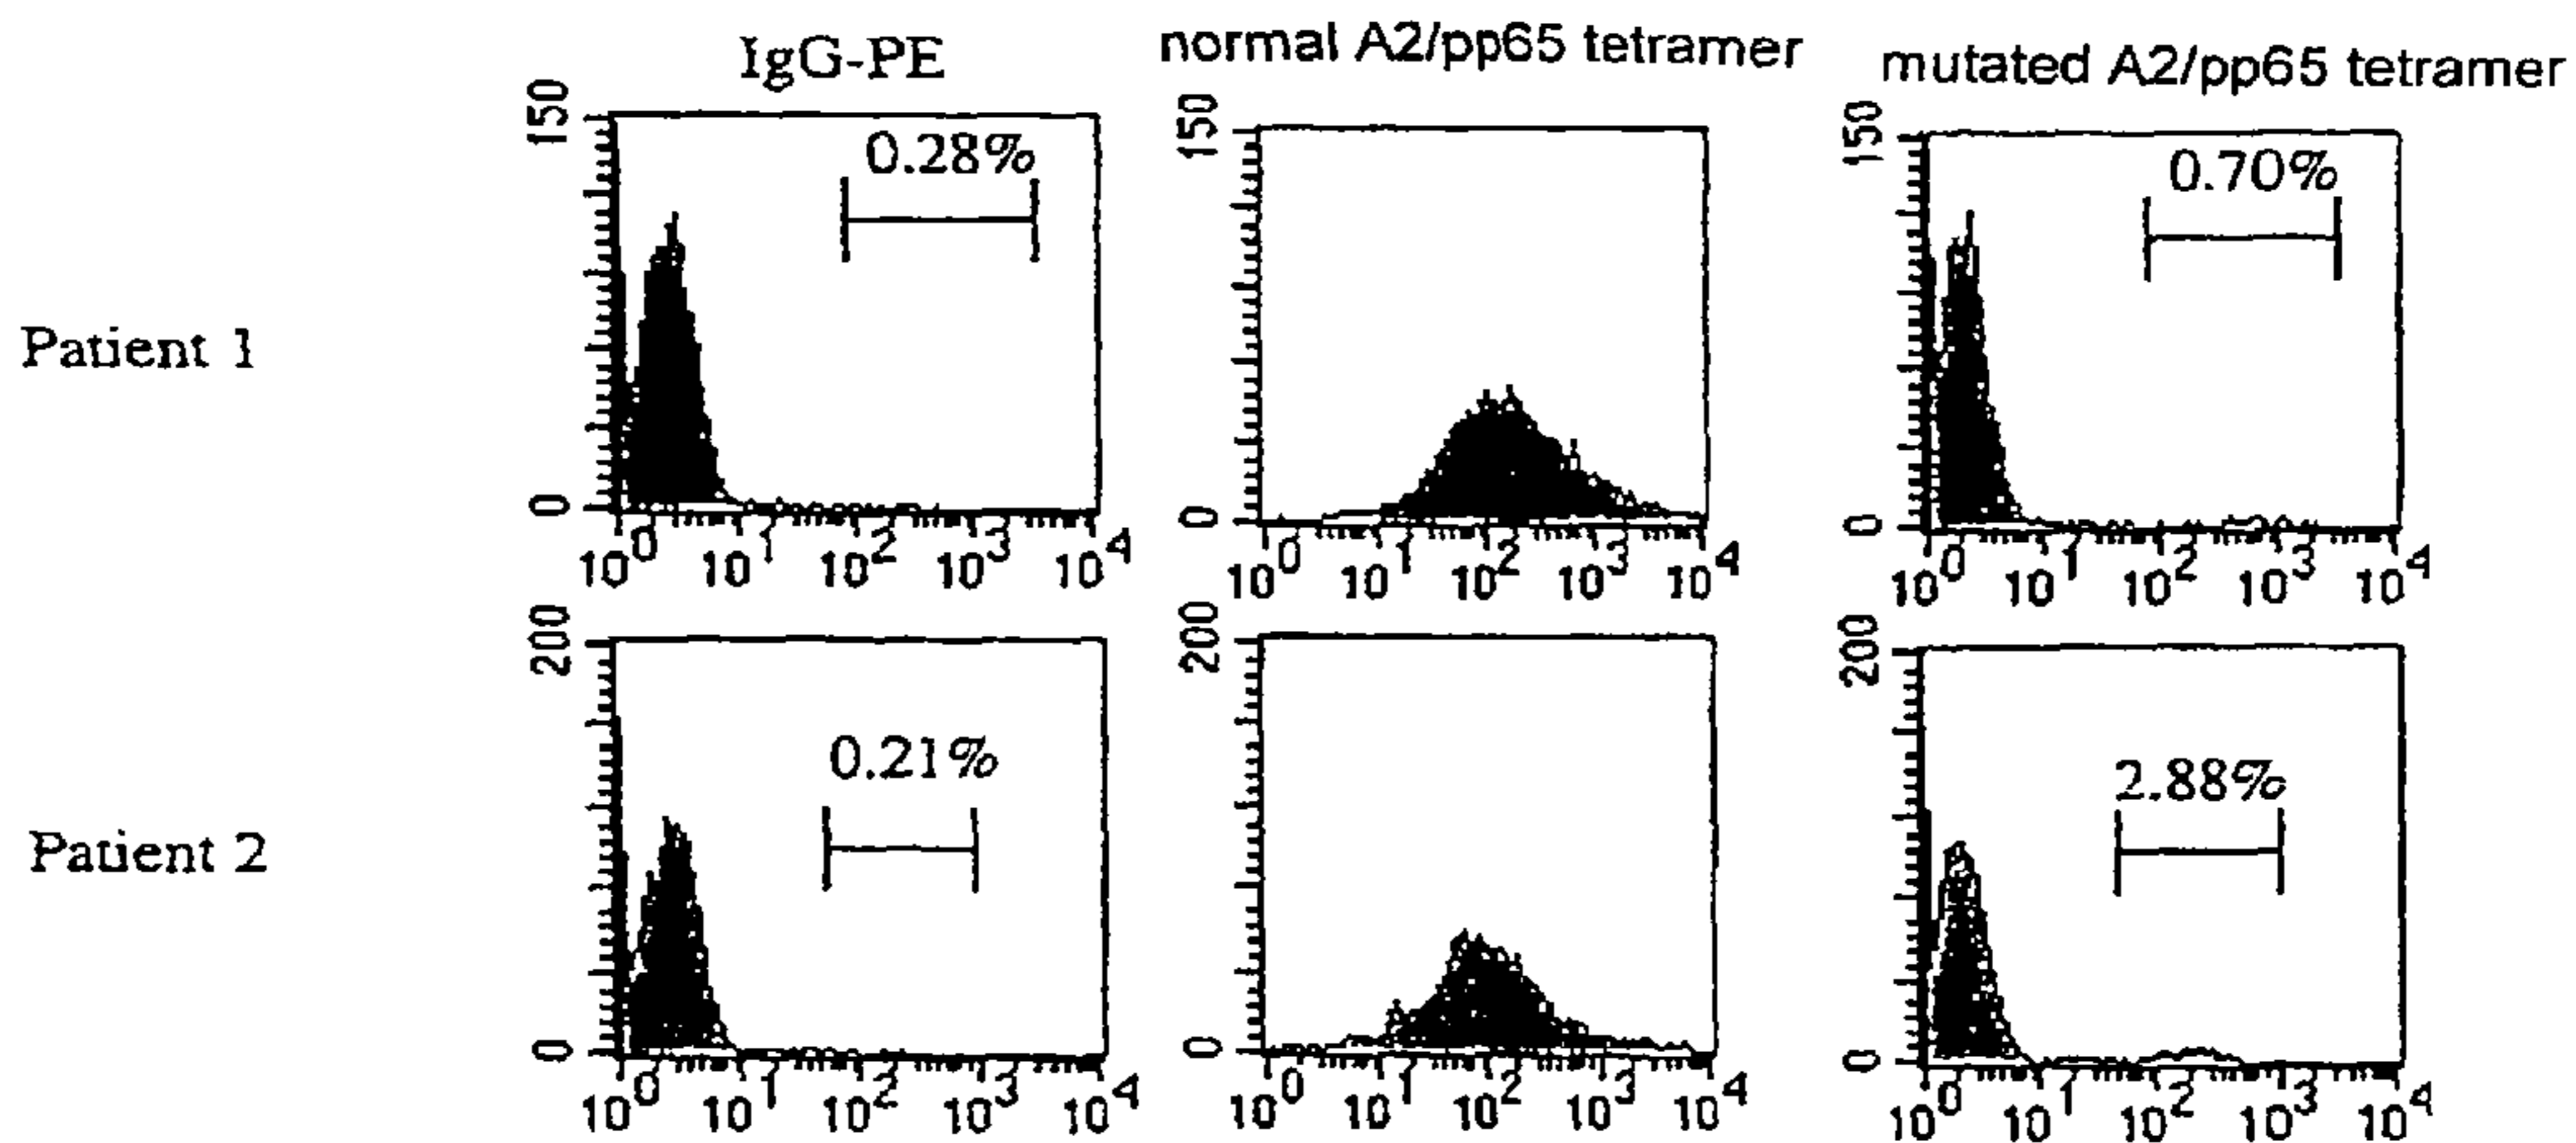 IgG-PE normal A2/pp65 tetramer mutated A2/pp65 tetramer
150 150 150
0.28% 0.70%
Patient 1
0 0 0
10^0 10^1 10^2 10^3 10^4 10^0 10^1 10^2 10^3 10^4 10^0 10^1 10^2 10^3 10^4
200 200 200
0.21% 2.88%
Patient 2
0 0 0
10^0 10^1 10^2 10^3 10^4 10^0 10^1 10^2 10^3 10^4 10^0 10^1 10^2 10^3 10^4